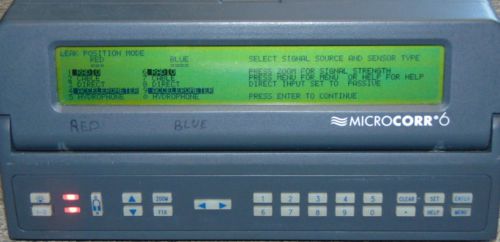 LEAK POSITION MODE
RED BLUE SELECT SIGNAL SOURCE AND SENSOR TYPE
1 RADIO 6 RADIO PRESS ZOOM FOR SIGNAL STRENGTH
2 CABLE 7 CABLE PRESS MENU FOR MENU OR HELP FOR HELP
3 DIRECT 8 DIRECT DIRECT INPUT SET TO PASSIVE
4 ACCELEROMETER 9 ACCELEROMETER
5 HYDROPHONE 0 HYDROPHONE PRESS ENTER TO CONTINUE
RED BLUE
MICROCORR 6
ZOOM 1 2 3 4 5 CLEAR SET ENTER
FIX 6 7 8 9 0 . HELP MENU